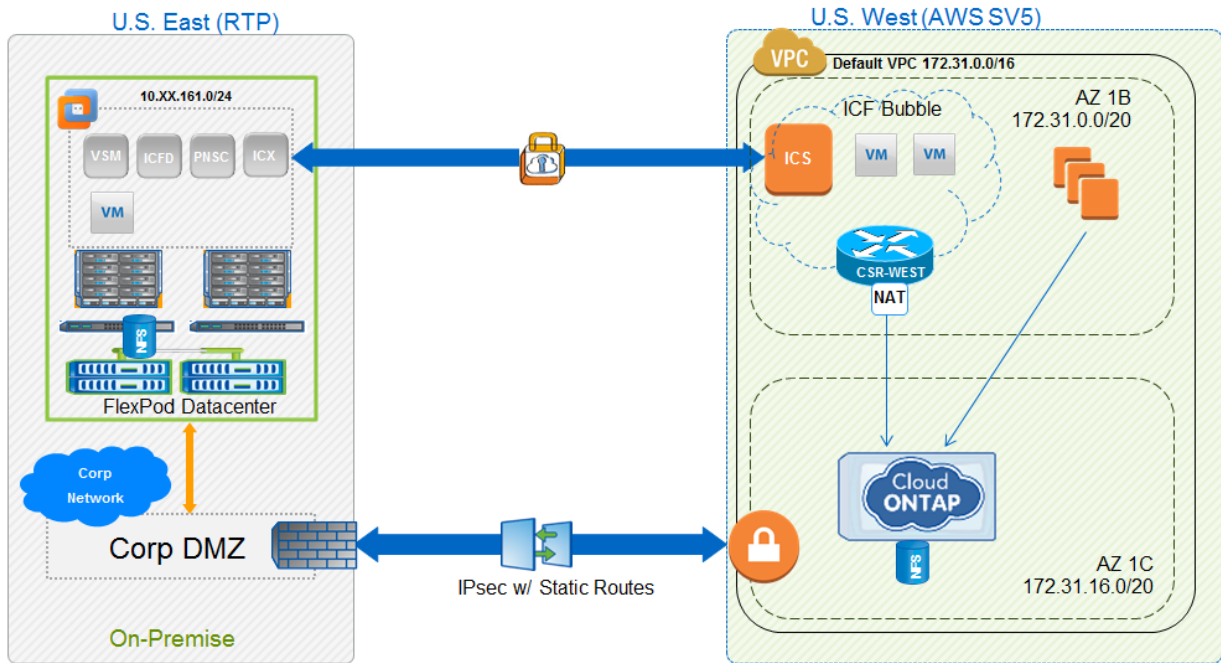 U.S. East (RTP)
U.S. West (AWS SV5)
10.XX.161.0/24
VSM
ICFD
PNSC
ICX
VM
NFS
FlexPod Datacenter
Corp
Network
Corp DMZ
On-Premise
IPsec w/ Static Routes
VPC
Default VPC 172.31.0.0/16
ICF Bubble
AZ 1B
172.31.0.0/20
ICS
VM
VM
CSR-WEST
NAT
Cloud
ONTAP
NFS
AZ 1C
172.31.16.0/20